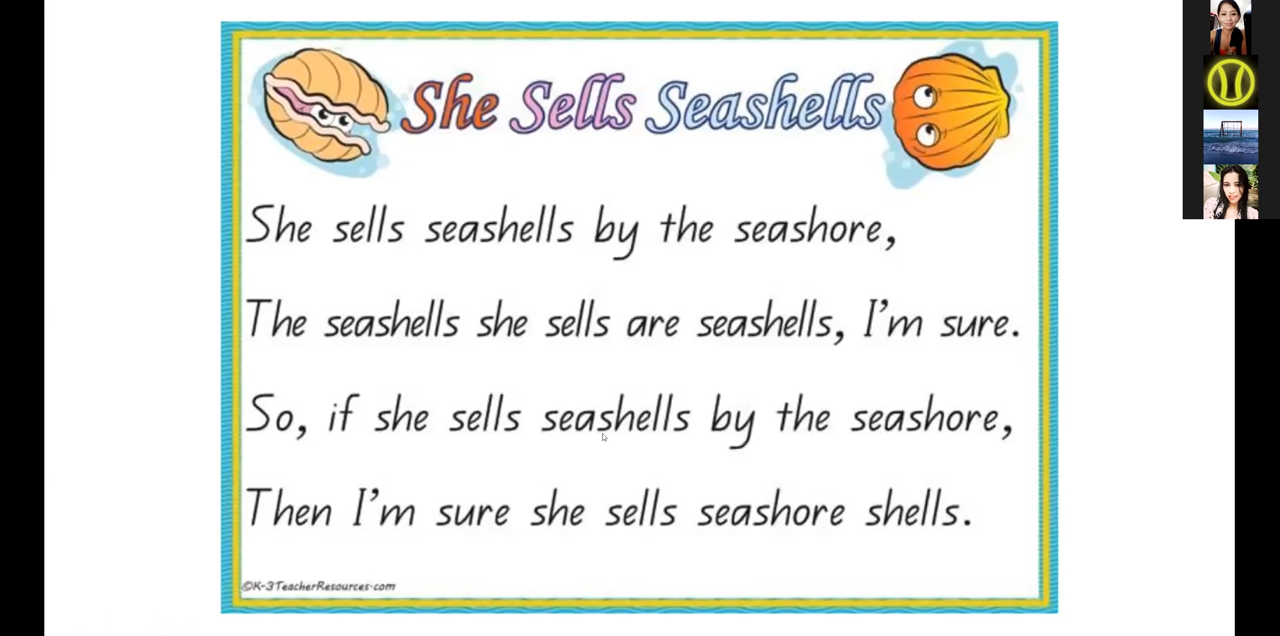 She Sells Seashells
She sells seashells by the seashore,
The seashells she sells are seashells, I'm sure.
So, if she sells seashells by the seashore,
Then I'm sure she sells seashore shells.
©K-3TeacherResources.com